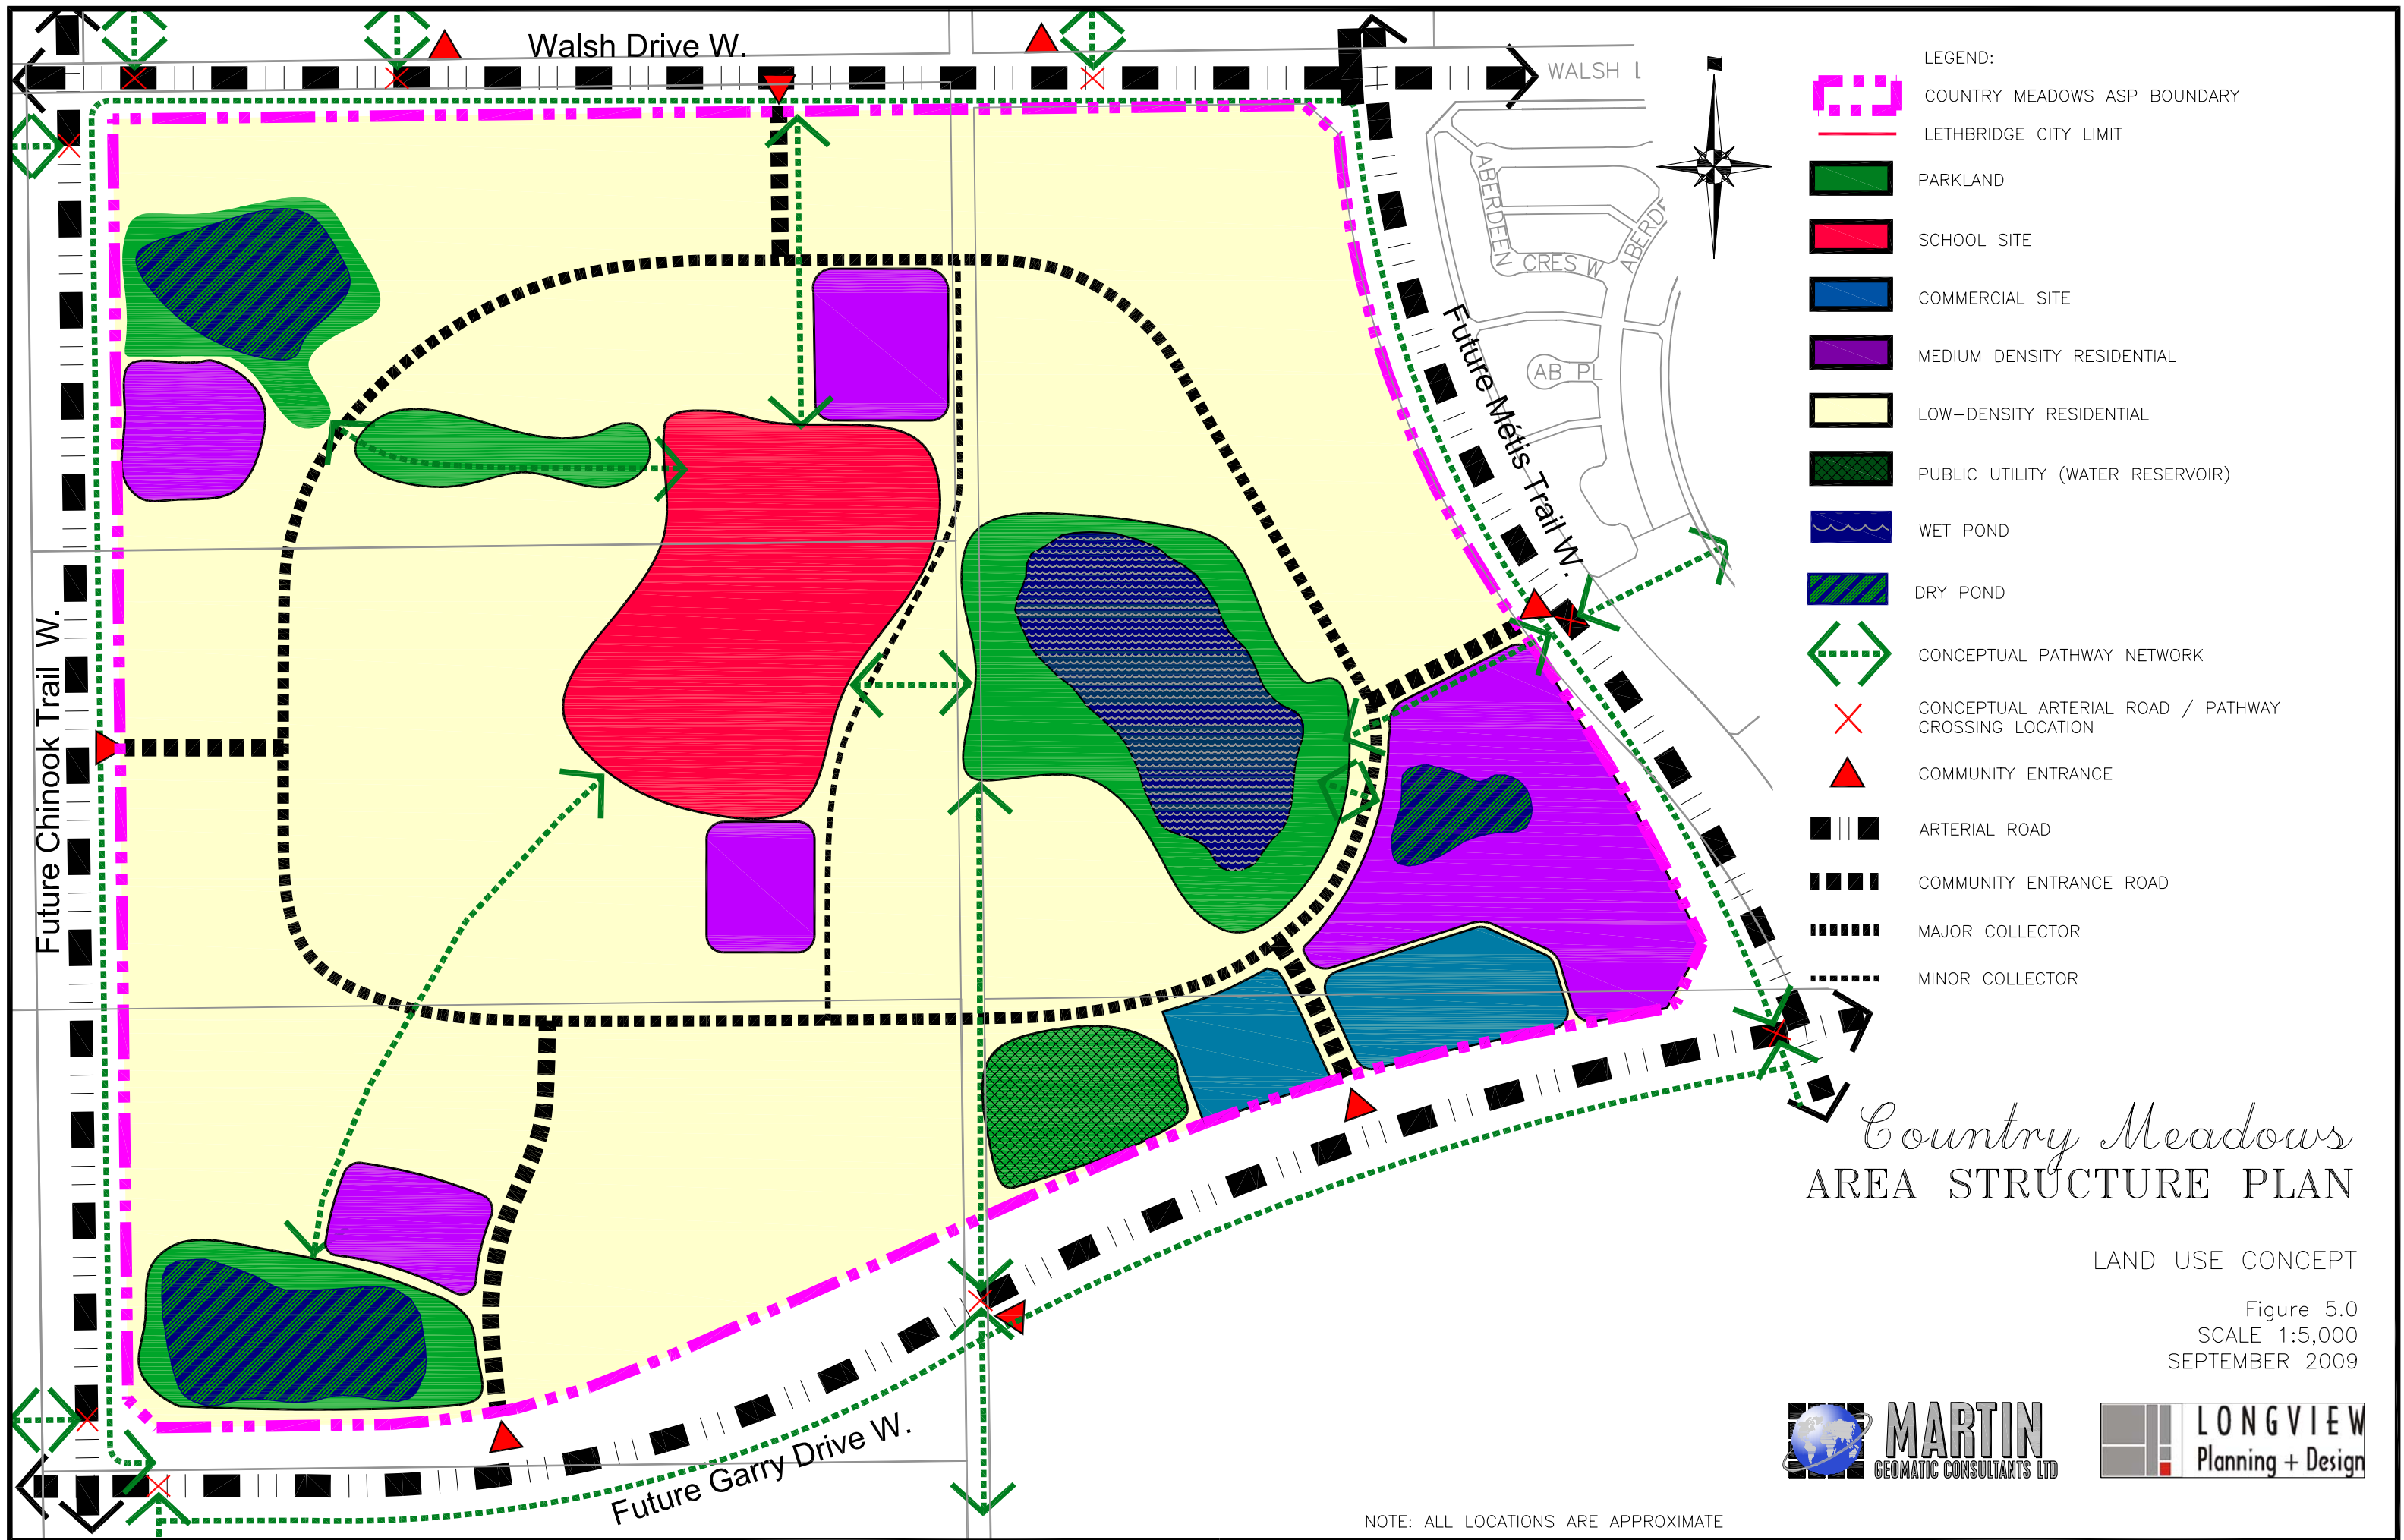 Walsh Drive W.
WALSH
ABERDEEN
CRES W
AB PL
Future Métis Trail W.
Future Chinook Trail W.
Future Garry Drive W.
LEGEND:
COUNTRY MEADOWS ASP BOUNDARY
LETHBRIDGE CITY LIMIT
PARKLAND
SCHOOL SITE
COMMERCIAL SITE
MEDIUM DENSITY RESIDENTIAL
LOW-DENSITY RESIDENTIAL
PUBLIC UTILITY (WATER RESERVOIR)
WET POND
DRY POND
CONCEPTUAL PATHWAY NETWORK
CONCEPTUAL ARTERIAL ROAD / PATHWAY
CROSSING LOCATION
COMMUNITY ENTRANCE
ARTERIAL ROAD
COMMUNITY ENTRANCE ROAD
MAJOR COLLECTOR
MINOR COLLECTOR
Country Meadows
AREA STRUCTURE PLAN
LAND USE CONCEPT
Figure 5.0
SCALE 1:5,000
SEPTEMBER 2009
MARTIN
GEOMATIC CONSULTANTS LTD
LONGVIEW
Planning + Design
NOTE: ALL LOCATIONS ARE APPROXIMATE